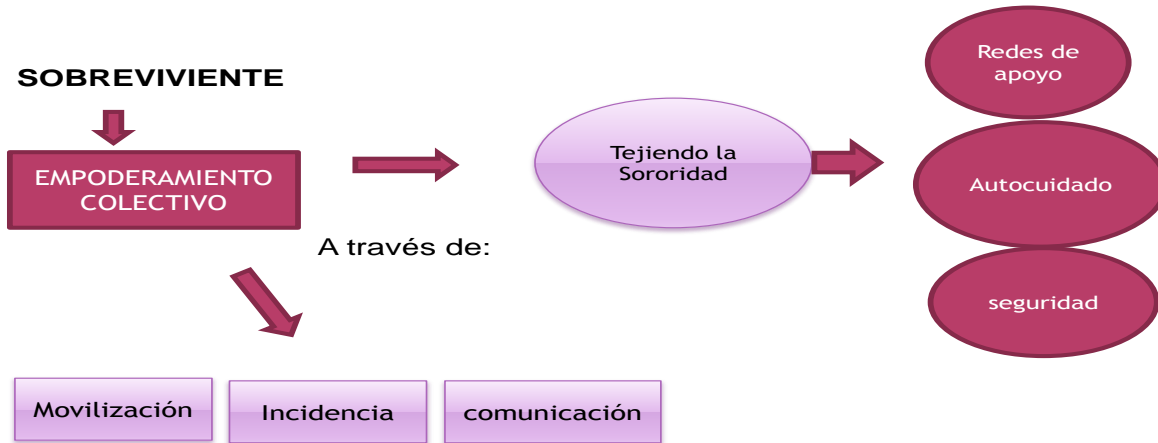 SOBREVIVIENTE
EMPODERAMIENTO
COLECTIVO
A través de:
Tejiendo la
Sororidad
Redes de
apoyo
Autocuidado
seguridad
Movilización
Incidencia
comunicación